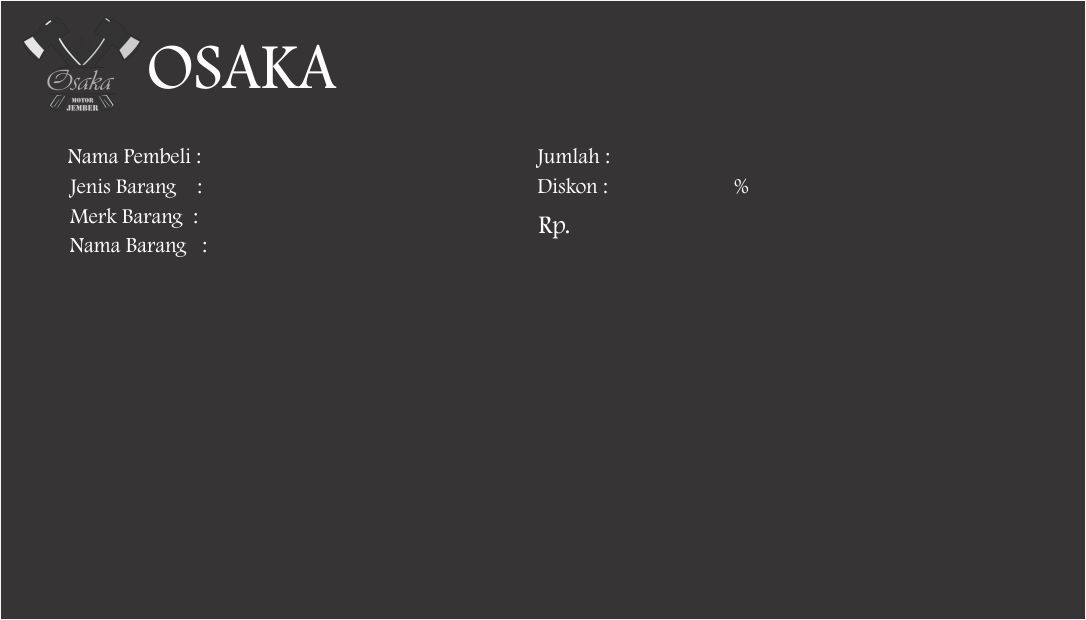 Osaka
MOTOR
JEMBER
OSAKA
Nama Pembeli :
Jenis Barang :
Merk Barang :
Nama Barang :
Jumlah :
Diskon : %
Rp.